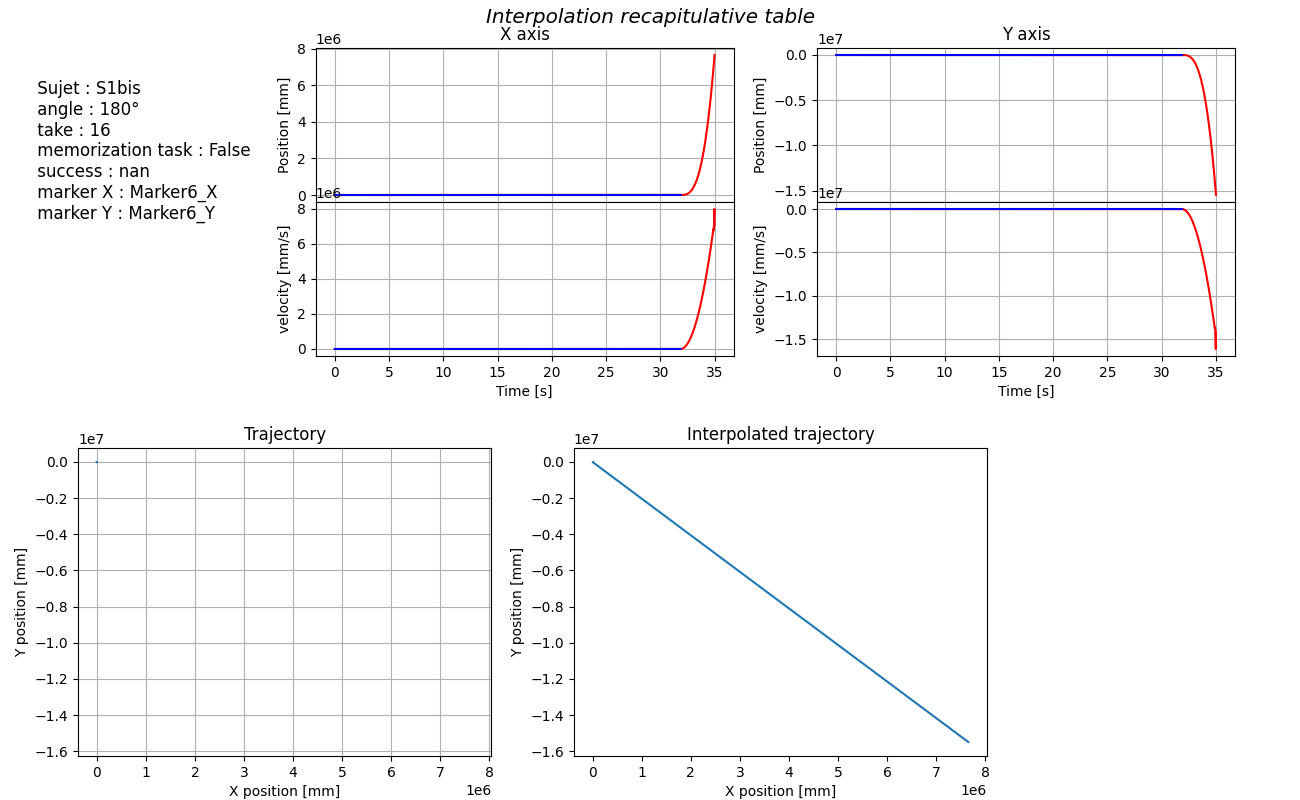 Interpolation recapitulative table
Sujet : S1bis
angle : 180°
take : 16
memorization task : False
success : nan
marker X : Marker6_X
marker Y : Marker6_Y
X axis
1e6
Position [mm]
8
6
4
2
0
1e6
velocity [mm/s]
8
6
4
2
0
0 5 10 15 20 25 30 35
Time [s]
Y axis
1e7
Position [mm]
0.0
−0.5
−1.0
−1.5
1e7
velocity [mm/s]
0.0
−0.5
−1.0
−1.5
0 5 10 15 20 25 30 35
Time [s]
Trajectory
1e7
Y position [mm]
0.0
−0.2
−0.4
−0.6
−0.8
−1.0
−1.2
−1.4
−1.6
0 1 2 3 4 5 6 7 8
X position [mm]
1e6
Interpolated trajectory
1e7
Y position [mm]
0.0
−0.2
−0.4
−0.6
−0.8
−1.0
−1.2
−1.4
−1.6
0 1 2 3 4 5 6 7 8
X position [mm]
1e6